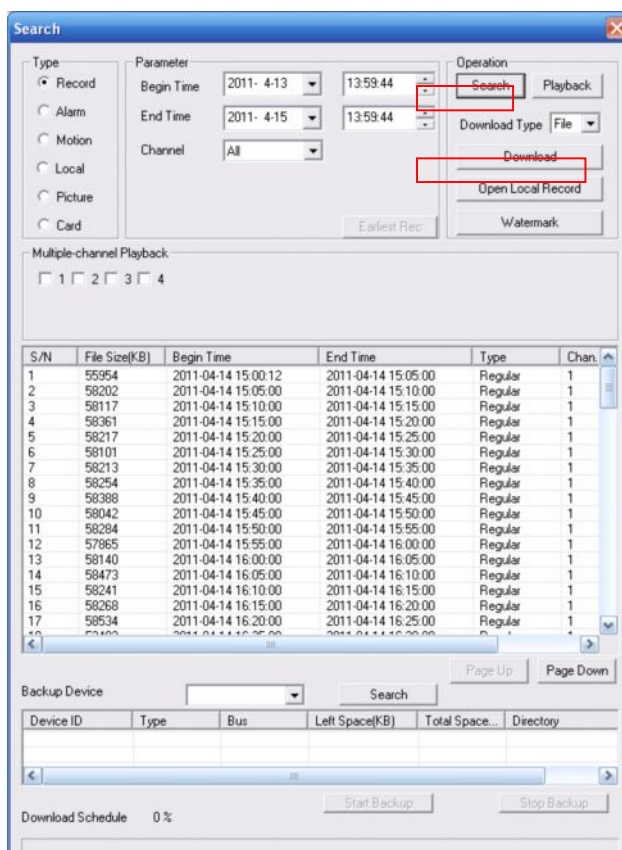 Search
Type
Record
Alarm
Motion
Local
Picture
Card
Parameter
Begin Time 2011- 4-13 13:59:44
End Time 2011- 4-15 13:59:44
Channel All
Earliest Rec
Operation
Search Playback
Download Type File
Download
Open Local Record
Watermark
Multiple-channel Playback
1 2 3 4
S/N File Size(KB) Begin Time End Time Type Chan.
1 55954 2011-04-14 15:00:12 2011-04-14 15:05:00 Regular 1
2 58202 2011-04-14 15:05:00 2011-04-14 15:10:00 Regular 1
3 58117 2011-04-14 15:10:00 2011-04-14 15:15:00 Regular 1
4 58361 2011-04-14 15:15:00 2011-04-14 15:20:00 Regular 1
5 58217 2011-04-14 15:20:00 2011-04-14 15:25:00 Regular 1
6 58101 2011-04-14 15:25:00 2011-04-14 15:30:00 Regular 1
7 58213 2011-04-14 15:30:00 2011-04-14 15:35:00 Regular 1
8 58254 2011-04-14 15:35:00 2011-04-14 15:40:00 Regular 1
9 58388 2011-04-14 15:40:00 2011-04-14 15:45:00 Regular 1
10 58042 2011-04-14 15:45:00 2011-04-14 15:50:00 Regular 1
11 58284 2011-04-14 15:50:00 2011-04-14 15:55:00 Regular 1
12 57865 2011-04-14 15:55:00 2011-04-14 16:00:00 Regular 1
13 58140 2011-04-14 16:00:00 2011-04-14 16:05:00 Regular 1
14 58473 2011-04-14 16:05:00 2011-04-14 16:10:00 Regular 1
15 58241 2011-04-14 16:10:00 2011-04-14 16:15:00 Regular 1
16 58268 2011-04-14 16:15:00 2011-04-14 16:20:00 Regular 1
17 58534 2011-04-14 16:20:00 2011-04-14 16:25:00 Regular 1
Page Up Page Down
Backup Device Search
Device ID Type Bus Left Space(KB) Total Space... Directory
Start Backup Stop Backup
Download Schedule 0 %